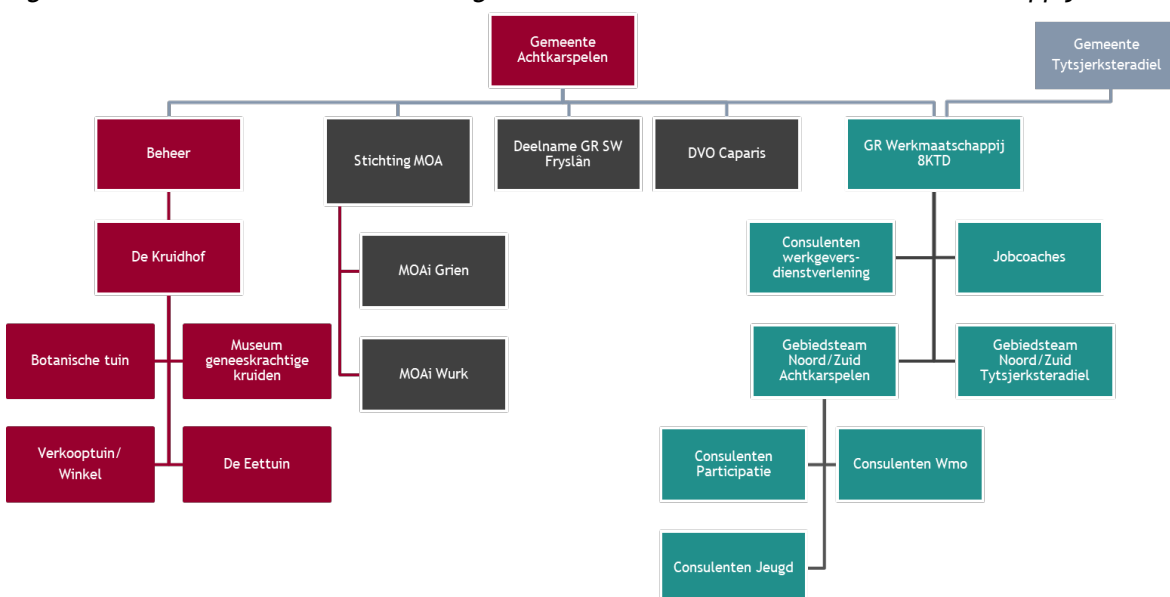 Gemeente
Achtkarspelen
Gemeente
Tytsjerksteradiel
Beheer
Stichting MOA
Deelname GR SW
Fryslân
DVO Caparis
GR Werkmaatschappij
8KTD
De Kruidhof
MOAi Grien
Consulenten
werkgevers-
dienstverlening
Jobcoaches
Botanische tuin
Museum
geneeskrachtige
kruiden
MOAi Wurk
Gebiedsteam
Noord/Zuid
Achtkarspelen
Gebiedsteam
Noord/Zuid
Tytsjerksteradiel
Verkooptuin/
Winkel
De Eettuin
Consulenten
Participatie
Consulenten Wmo
Consulenten Jeugd